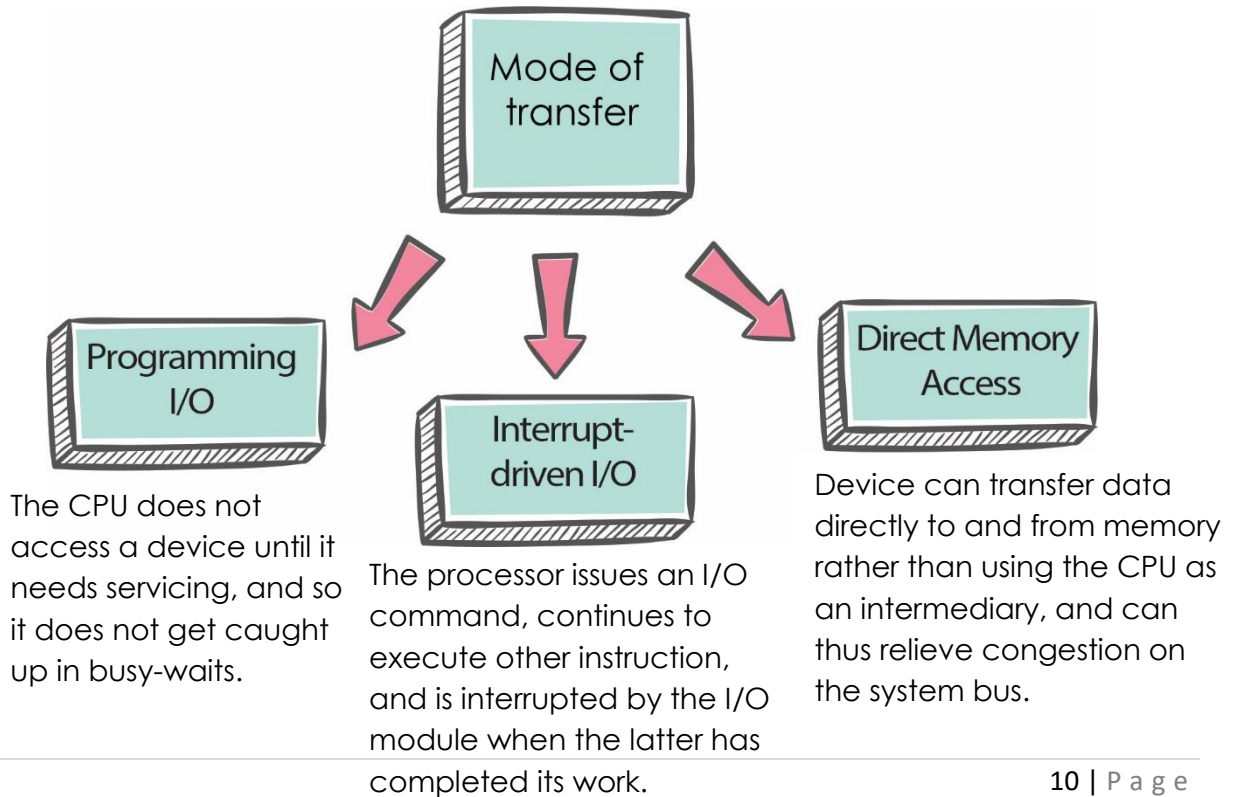 Mode of
transfer
Programming
I/O
The CPU does not
access a device until it
needs servicing, and so
it does not get caught
up in busy-waits.
Interrupt-
driven I/O
The processor issues an I/O
command, continues to
execute other instruction,
and is interrupted by the I/O
module when the latter has
completed its work.
Direct Memory
Access
Device can transfer data
directly to and from memory
rather than using the CPU as
an intermediary, and can
thus relieve congestion on
the system bus.
10 | P a g e